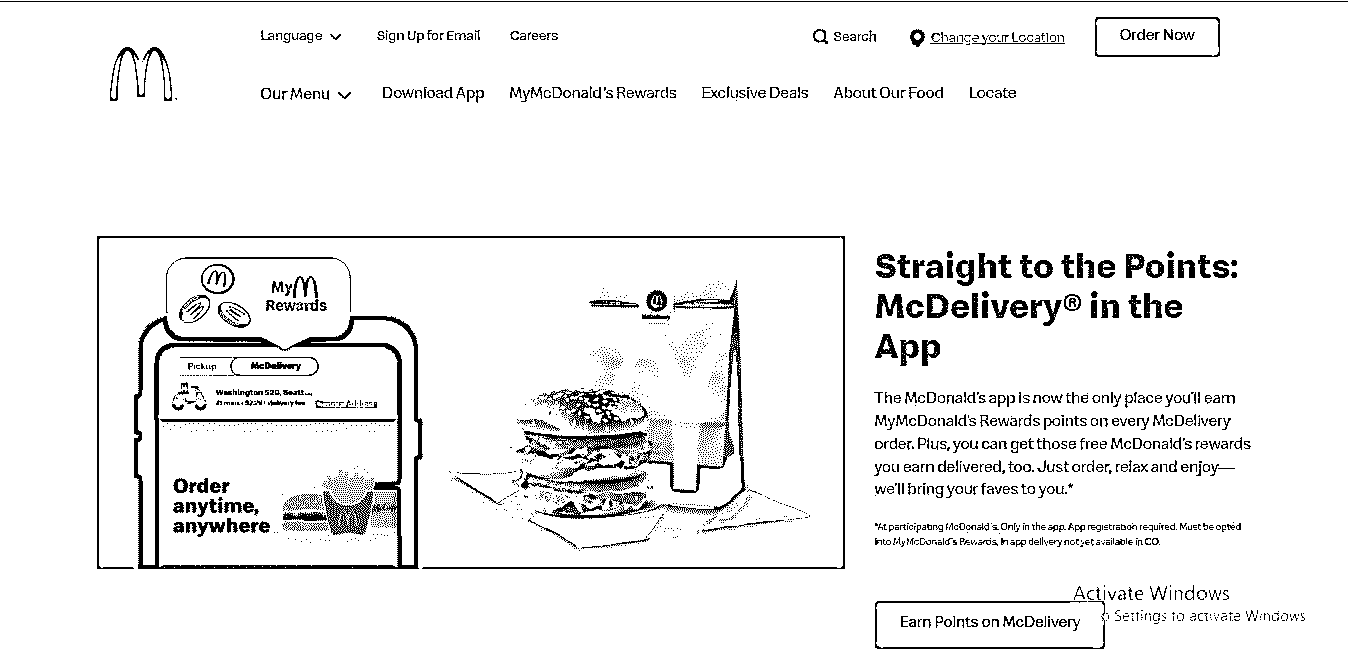 Language
Sign Up for Email
Careers
Search
Change your Location
Order Now
Our Menu
Download App
MyMcDonald's Rewards
Exclusive Deals
About Our Food
Locate
My
Rewards
Pickup
McDelivery
Washington 520, Seatt...
Order
anytime,
anywhere
Straight to the Points:
McDelivery® in the
App
The McDonald's app is now the only place you'll earn
MyMcDonald's Rewards points on every McDelivery
order. Plus, you can get those free McDonald's rewards
you earn delivered, too. Just order, relax and enjoy—
we'll bring your faves to you.*
*At participating McDonald's. Only in the app. App registration required. Must be opted
into MyMcDonald's Rewards. In app delivery not yet available in CO.
Activate Windows
Settings to activate Windows
Earn Points on McDelivery